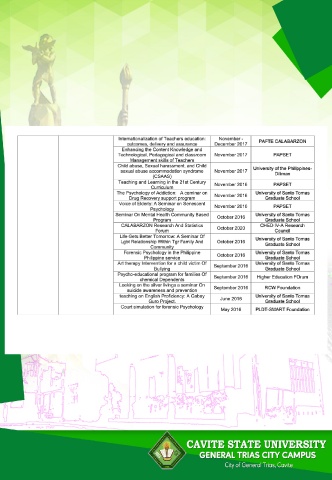 Internationalization of Teachers education: November - PAFTE CALABARZON
outcomes, delivery and assurance December 2017
Enhancing the Content Knowledge and
Technological, Pedagogical and classroom November 2017 PAPSET
Management skills of Teachers
Child abuse, Sexual harassment, and Child
sexual abuse accommodation syndrome November 2017 University of the Philippines-
(CSAAS) Diliman
Teaching and Learning in the 21st Century November 2016 PAPSET
Curriculum
The Psychology of Addiction: A seminar on November 2016 University of Santo Tomas
Drug Recovery support program Graduate School
Voice of Elderly: A Seminar on Senescent November 2016 PAPSET
Psychology
Seminar On Mental Health Community Based October 2016 University of Santo Tomas
Program Graduate School
CALABARZON Research And Statistics October 2020 CHED IV-A Research
Forum Council
Life Gets Better Tomorrow: A Seminar Of
Lgbt Relationship Within Tgr Family And October 2016 University of Santo Tomas
Community Graduate School
Forensic Psychology in the Philippine October 2016 University of Santo Tomas
Philippine service Graduate School
Art therapy Intervention for a child victim Of September 2016 University of Santo Tomas
Bullying Graduate School
Psycho-educational program for families Of September 2016 Higher Education FOrum
chemical Dependents
Looking on the silver lining: a seminar On September 2016 RCW Foundation
suicide awareness and prevention
teaching on English Proficiency: A Gabay June 2016 University of Santo Tomas
Guro Project. Graduate School
Court simulation for forensic Psychology May 2016 PLDT-SMART Foundation
CAVITE STATE UNIVERSITY
GENERAL TRIAS CITY CAMPUS
City of General Trias, Cavite